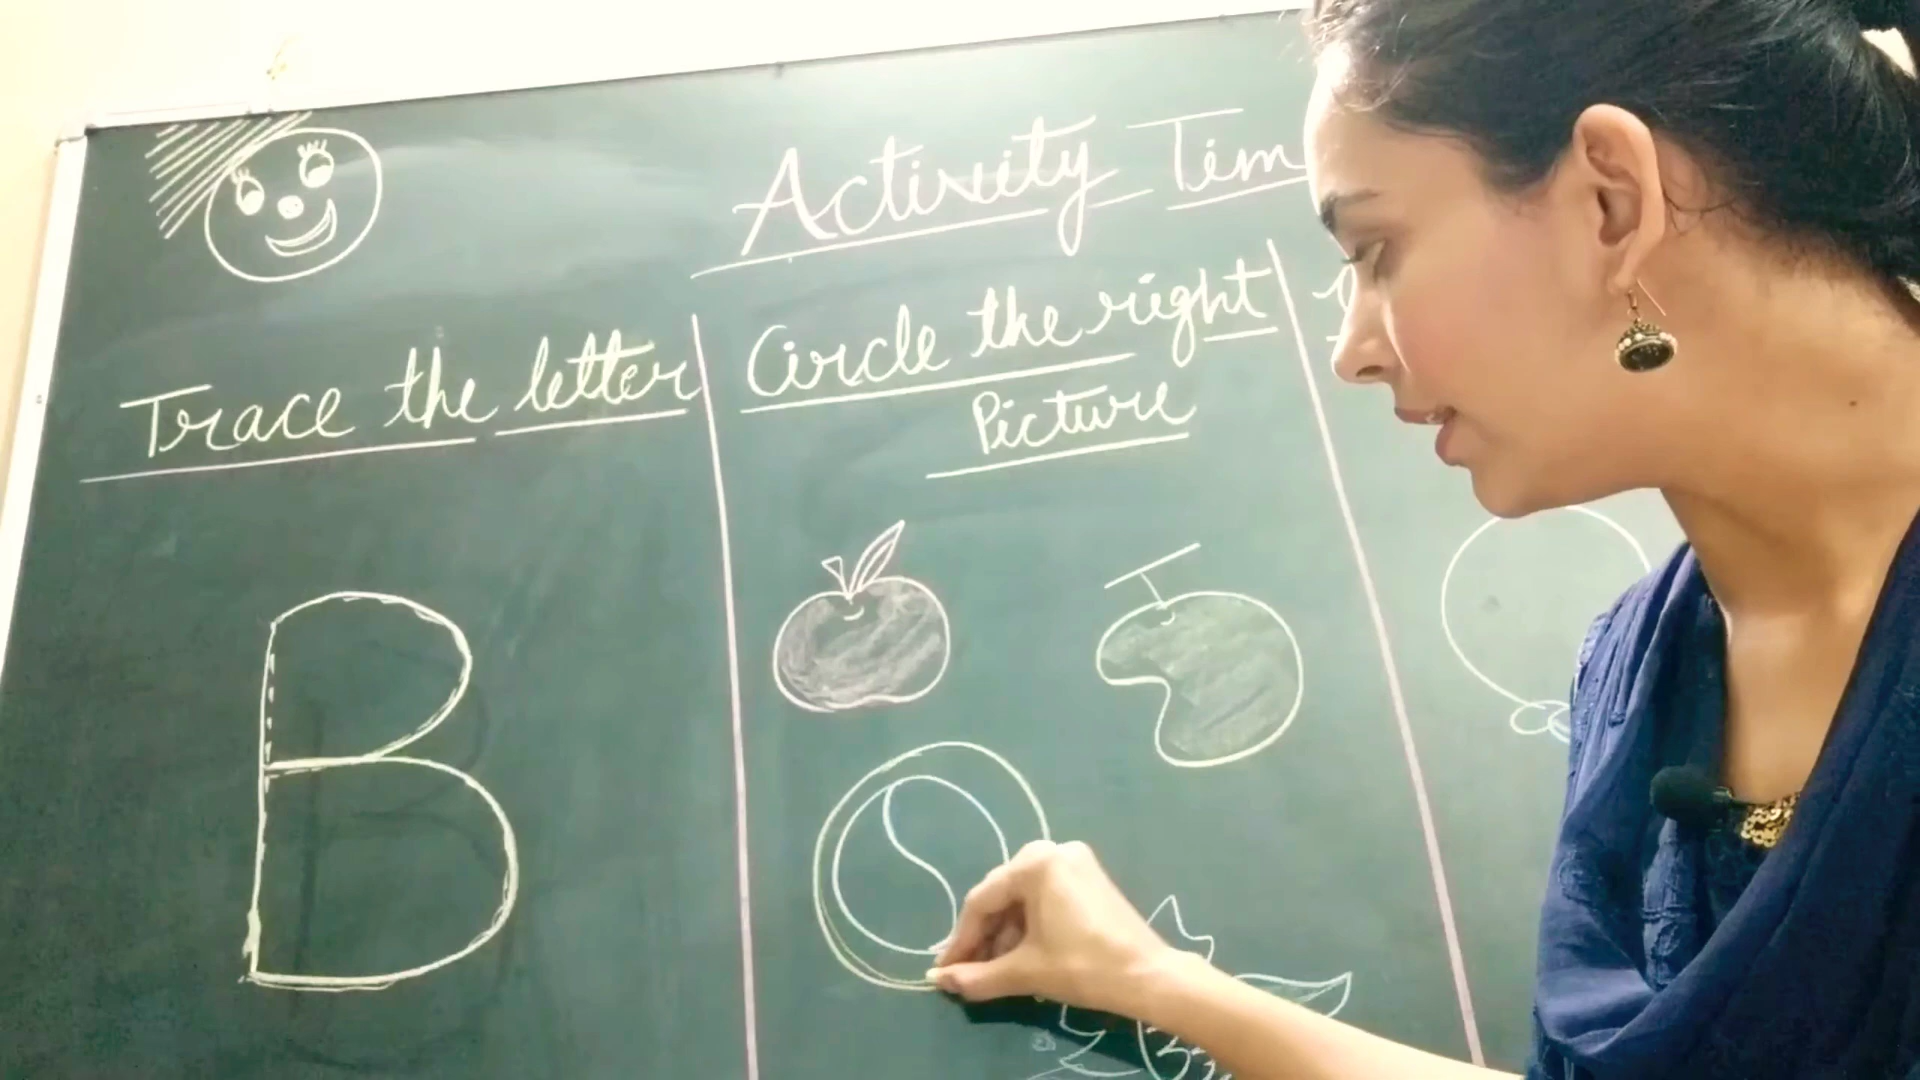 Activity Tim
Trace the letter
Circle the right
Picture
B